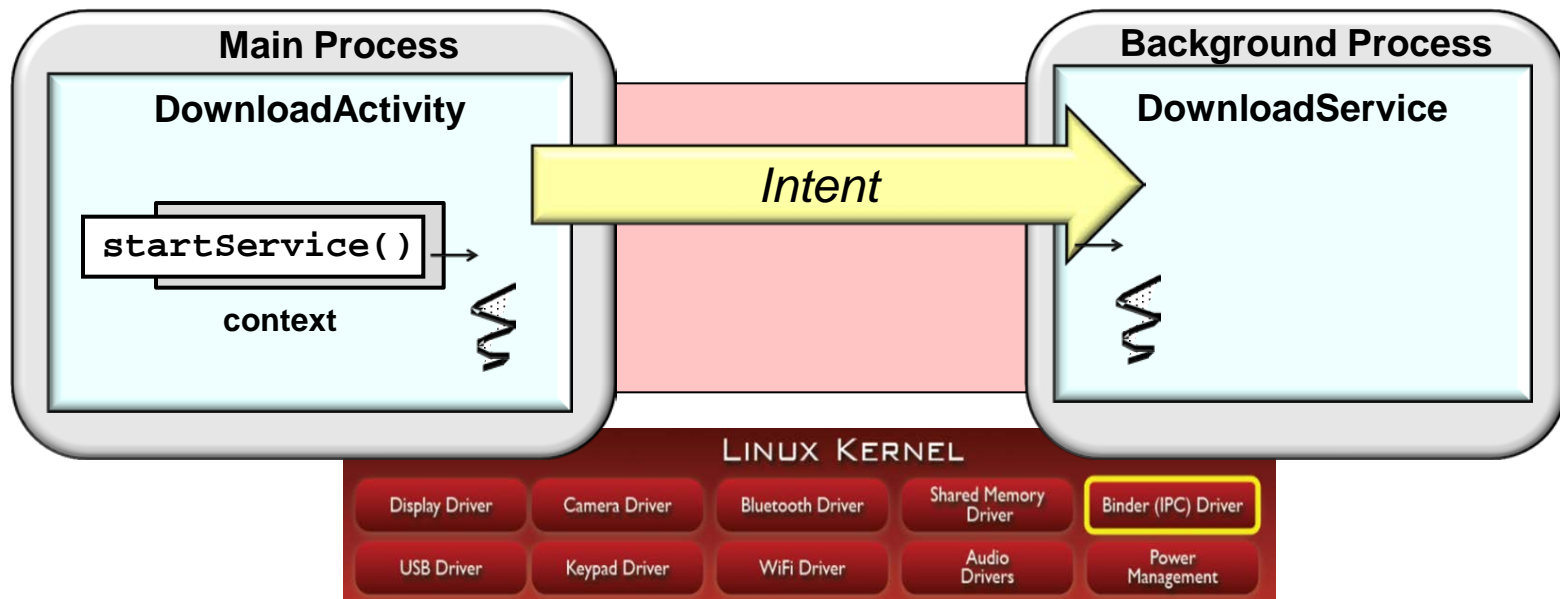 Main Process
Background Process
DownloadActivity
DownloadService
Intent
startService()
context
LINUX KERNEL
Display Driver
Camera Driver
Bluetooth Driver
Shared Memory
Driver
Binder (IPC) Driver
USB Driver
Keypad Driver
WiFi Driver
Audio
Drivers
Power
Management